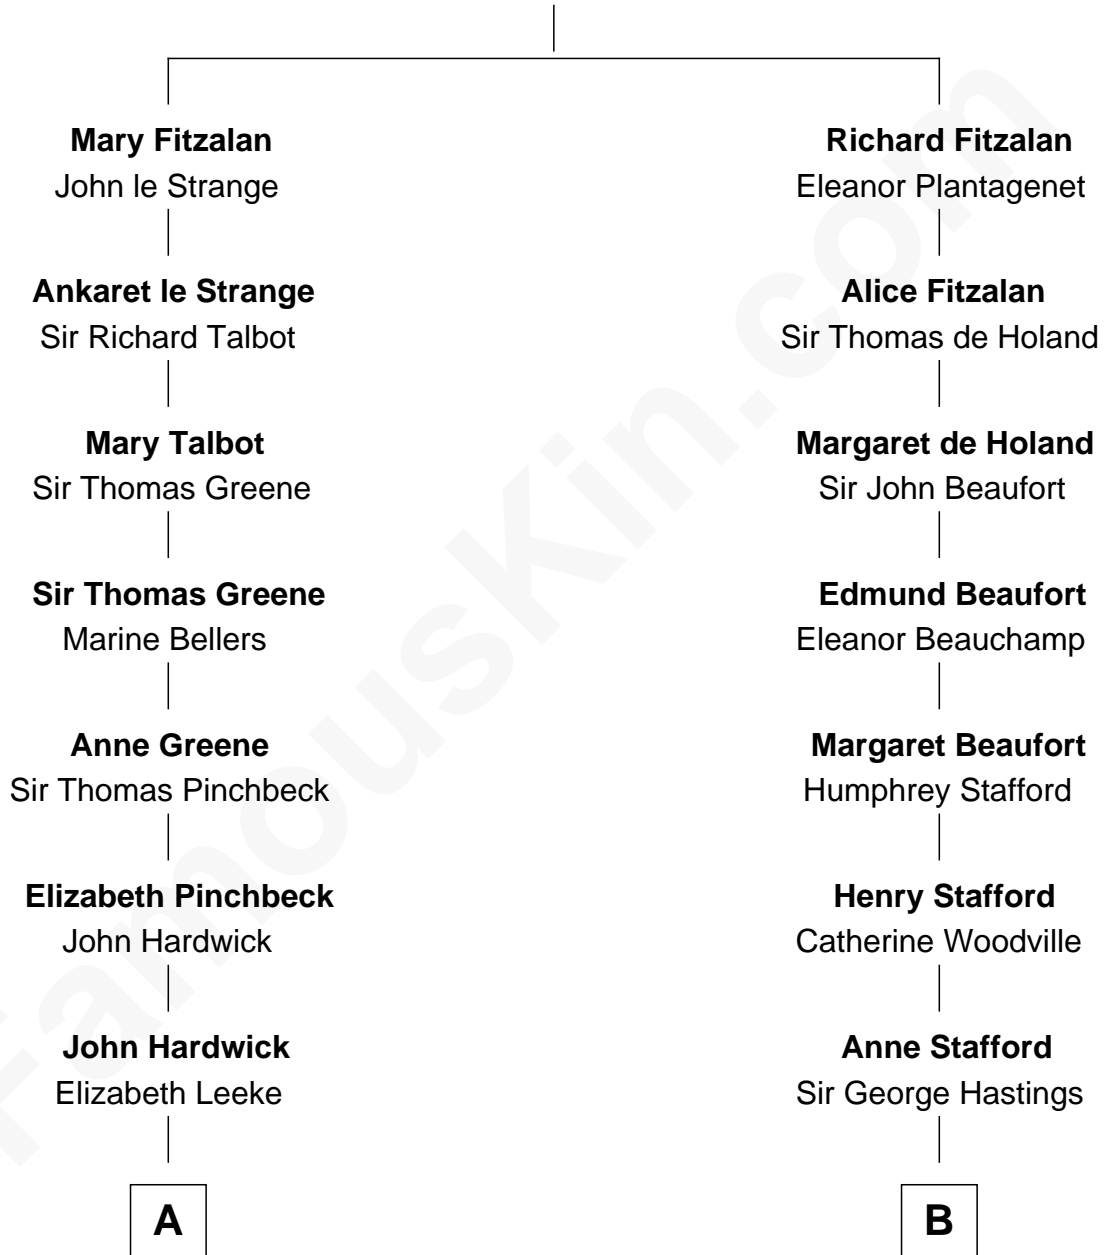 Mary Fitzalan
John le Strange
Ankaret le Strange
Sir Richard Talbot
Mary Talbot
Sir Thomas Greene
Sir Thomas Greene
Marine Bellers
Anne Greene
Sir Thomas Pinchbeck
Elizabeth Pinchbeck
John Hardwick
John Hardwick
Elizabeth Leeke
A
Richard Fitzalan
Eleanor Plantagenet
Alice Fitzalan
Sir Thomas de Holand
Margaret de Holand
Sir John Beaufort
Edmund Beaufort
Eleanor Beauchamp
Margaret Beaufort
Humphrey Stafford
Henry Stafford
Catherine Woodville
Anne Stafford
Sir George Hastings
B
FamousKin.com